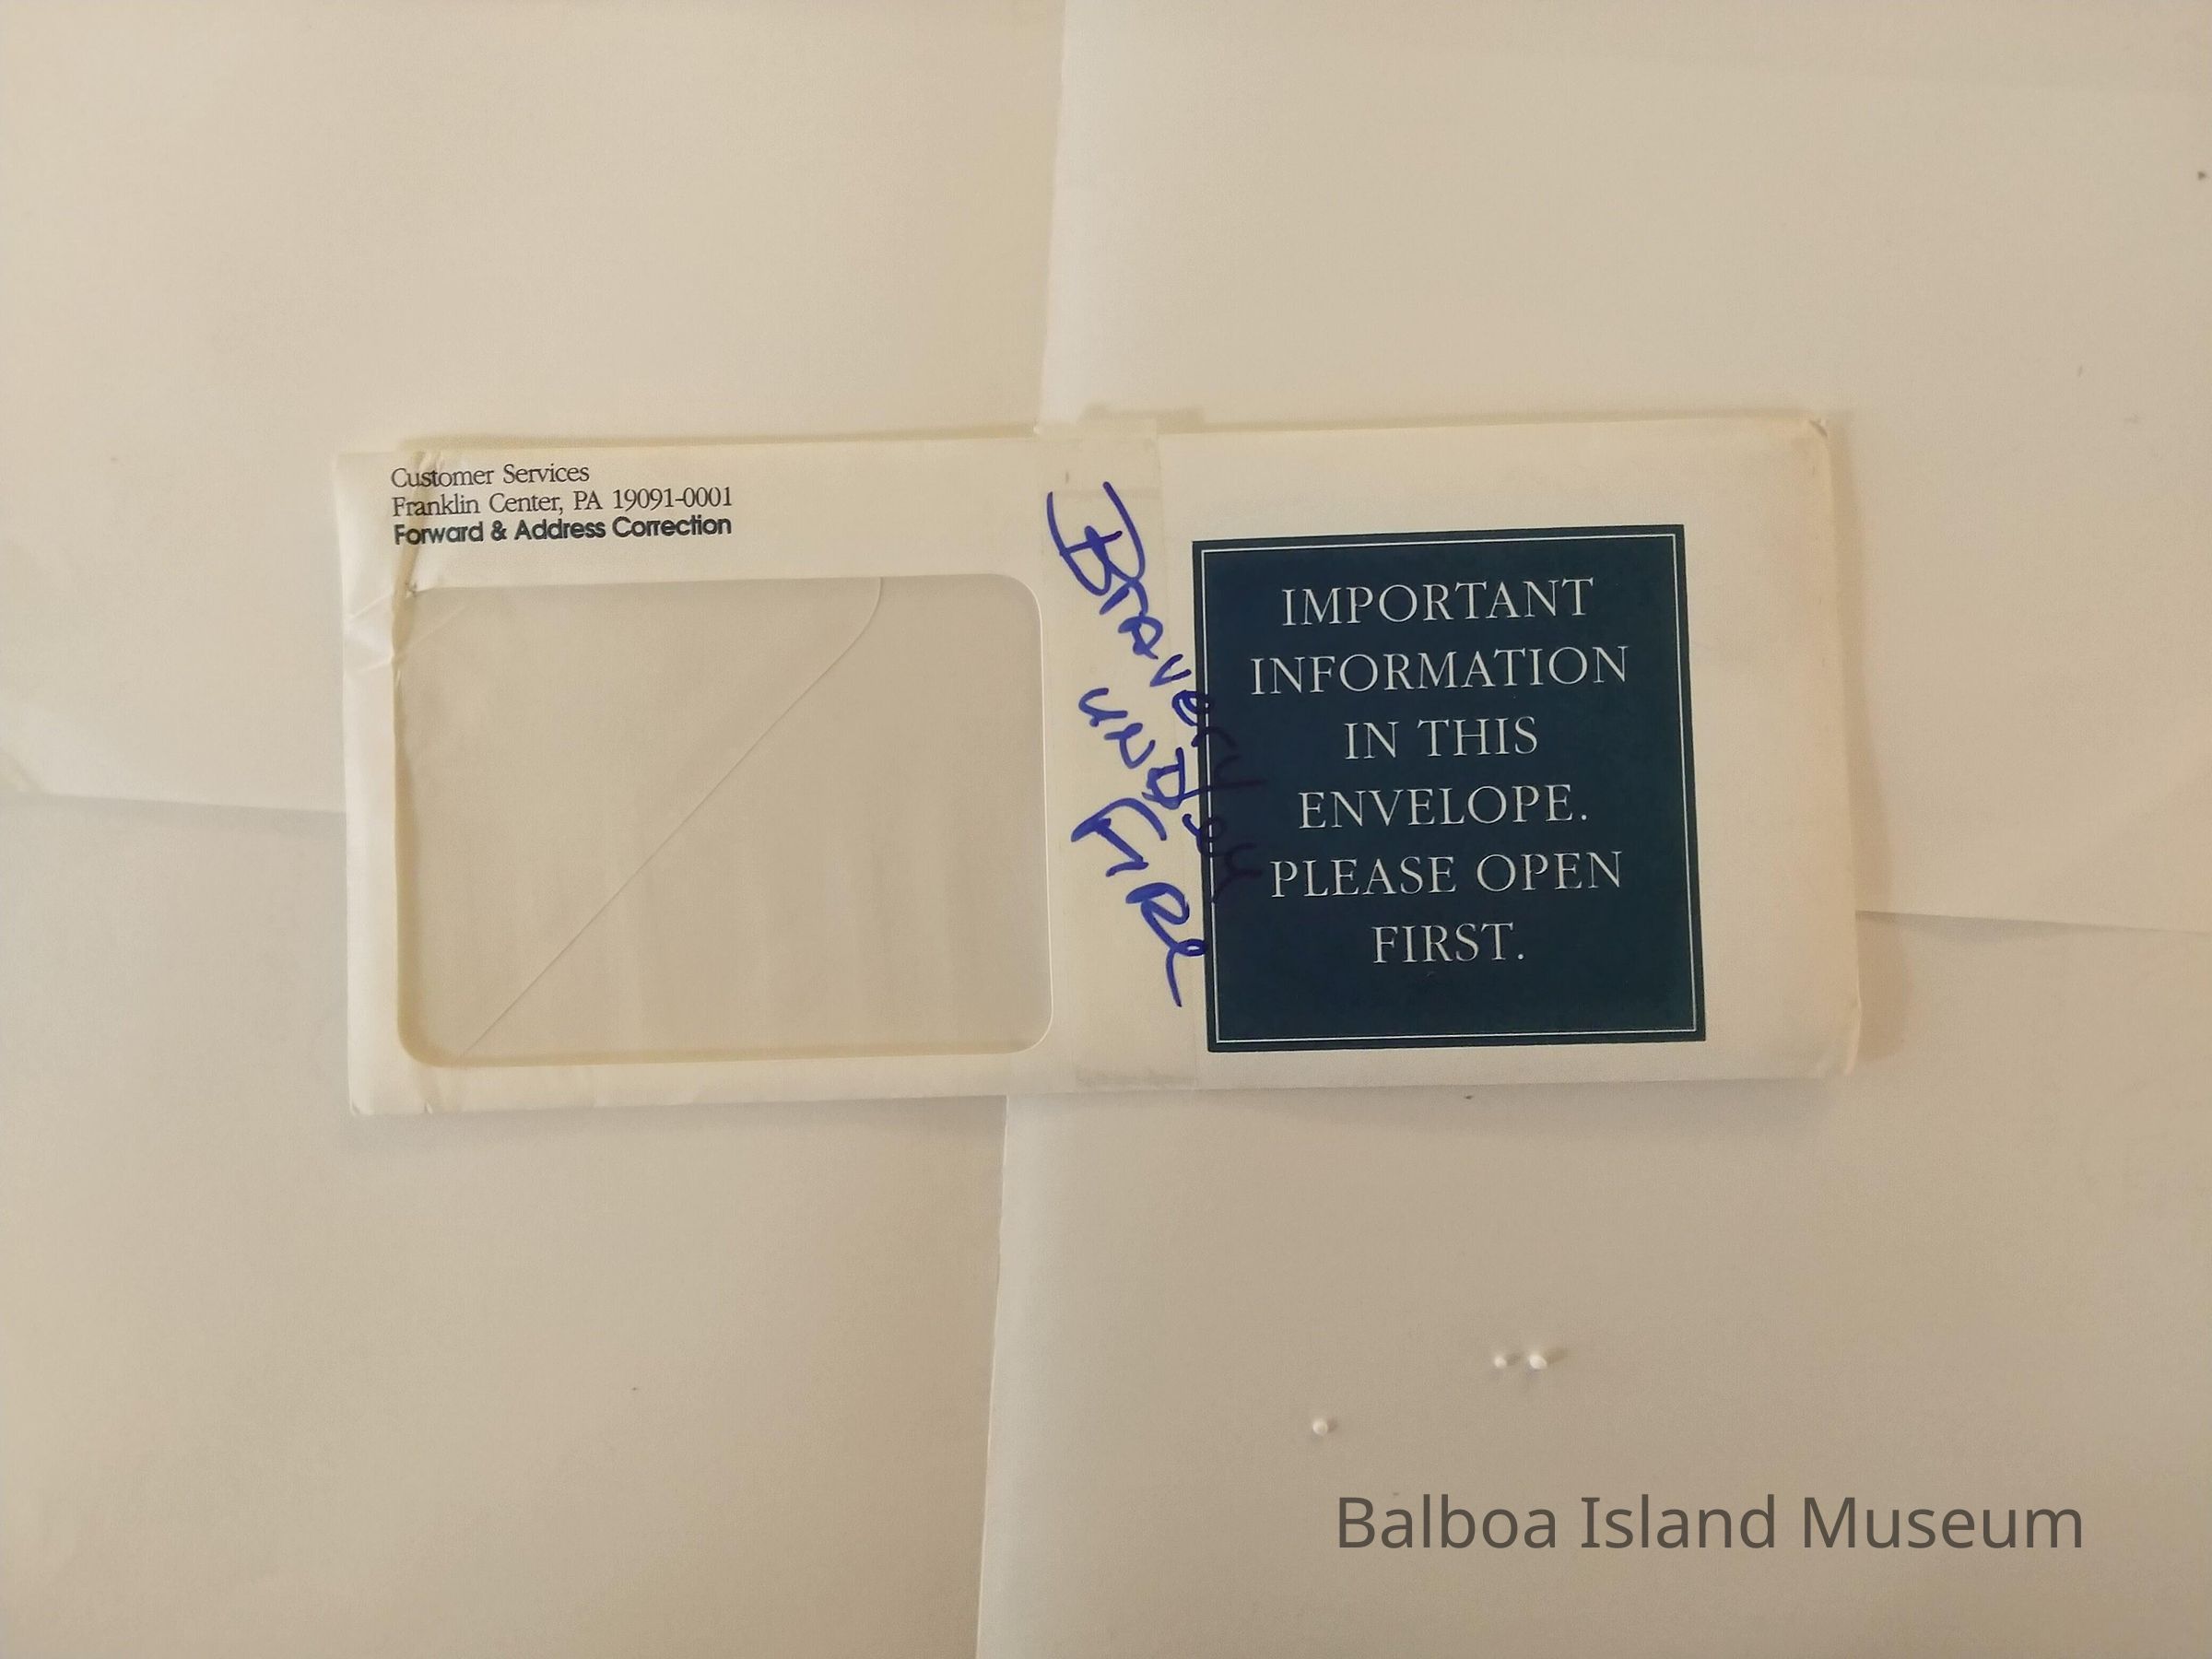 Customer Services
Franklin Center, PA 19091-0001
Forward & Address Correction
Bravery
UNDER
FIRE
IMPORTANT
INFORMATION
IN THIS
ENVELOPE.
PLEASE OPEN
FIRST.
Balboa Island Museum